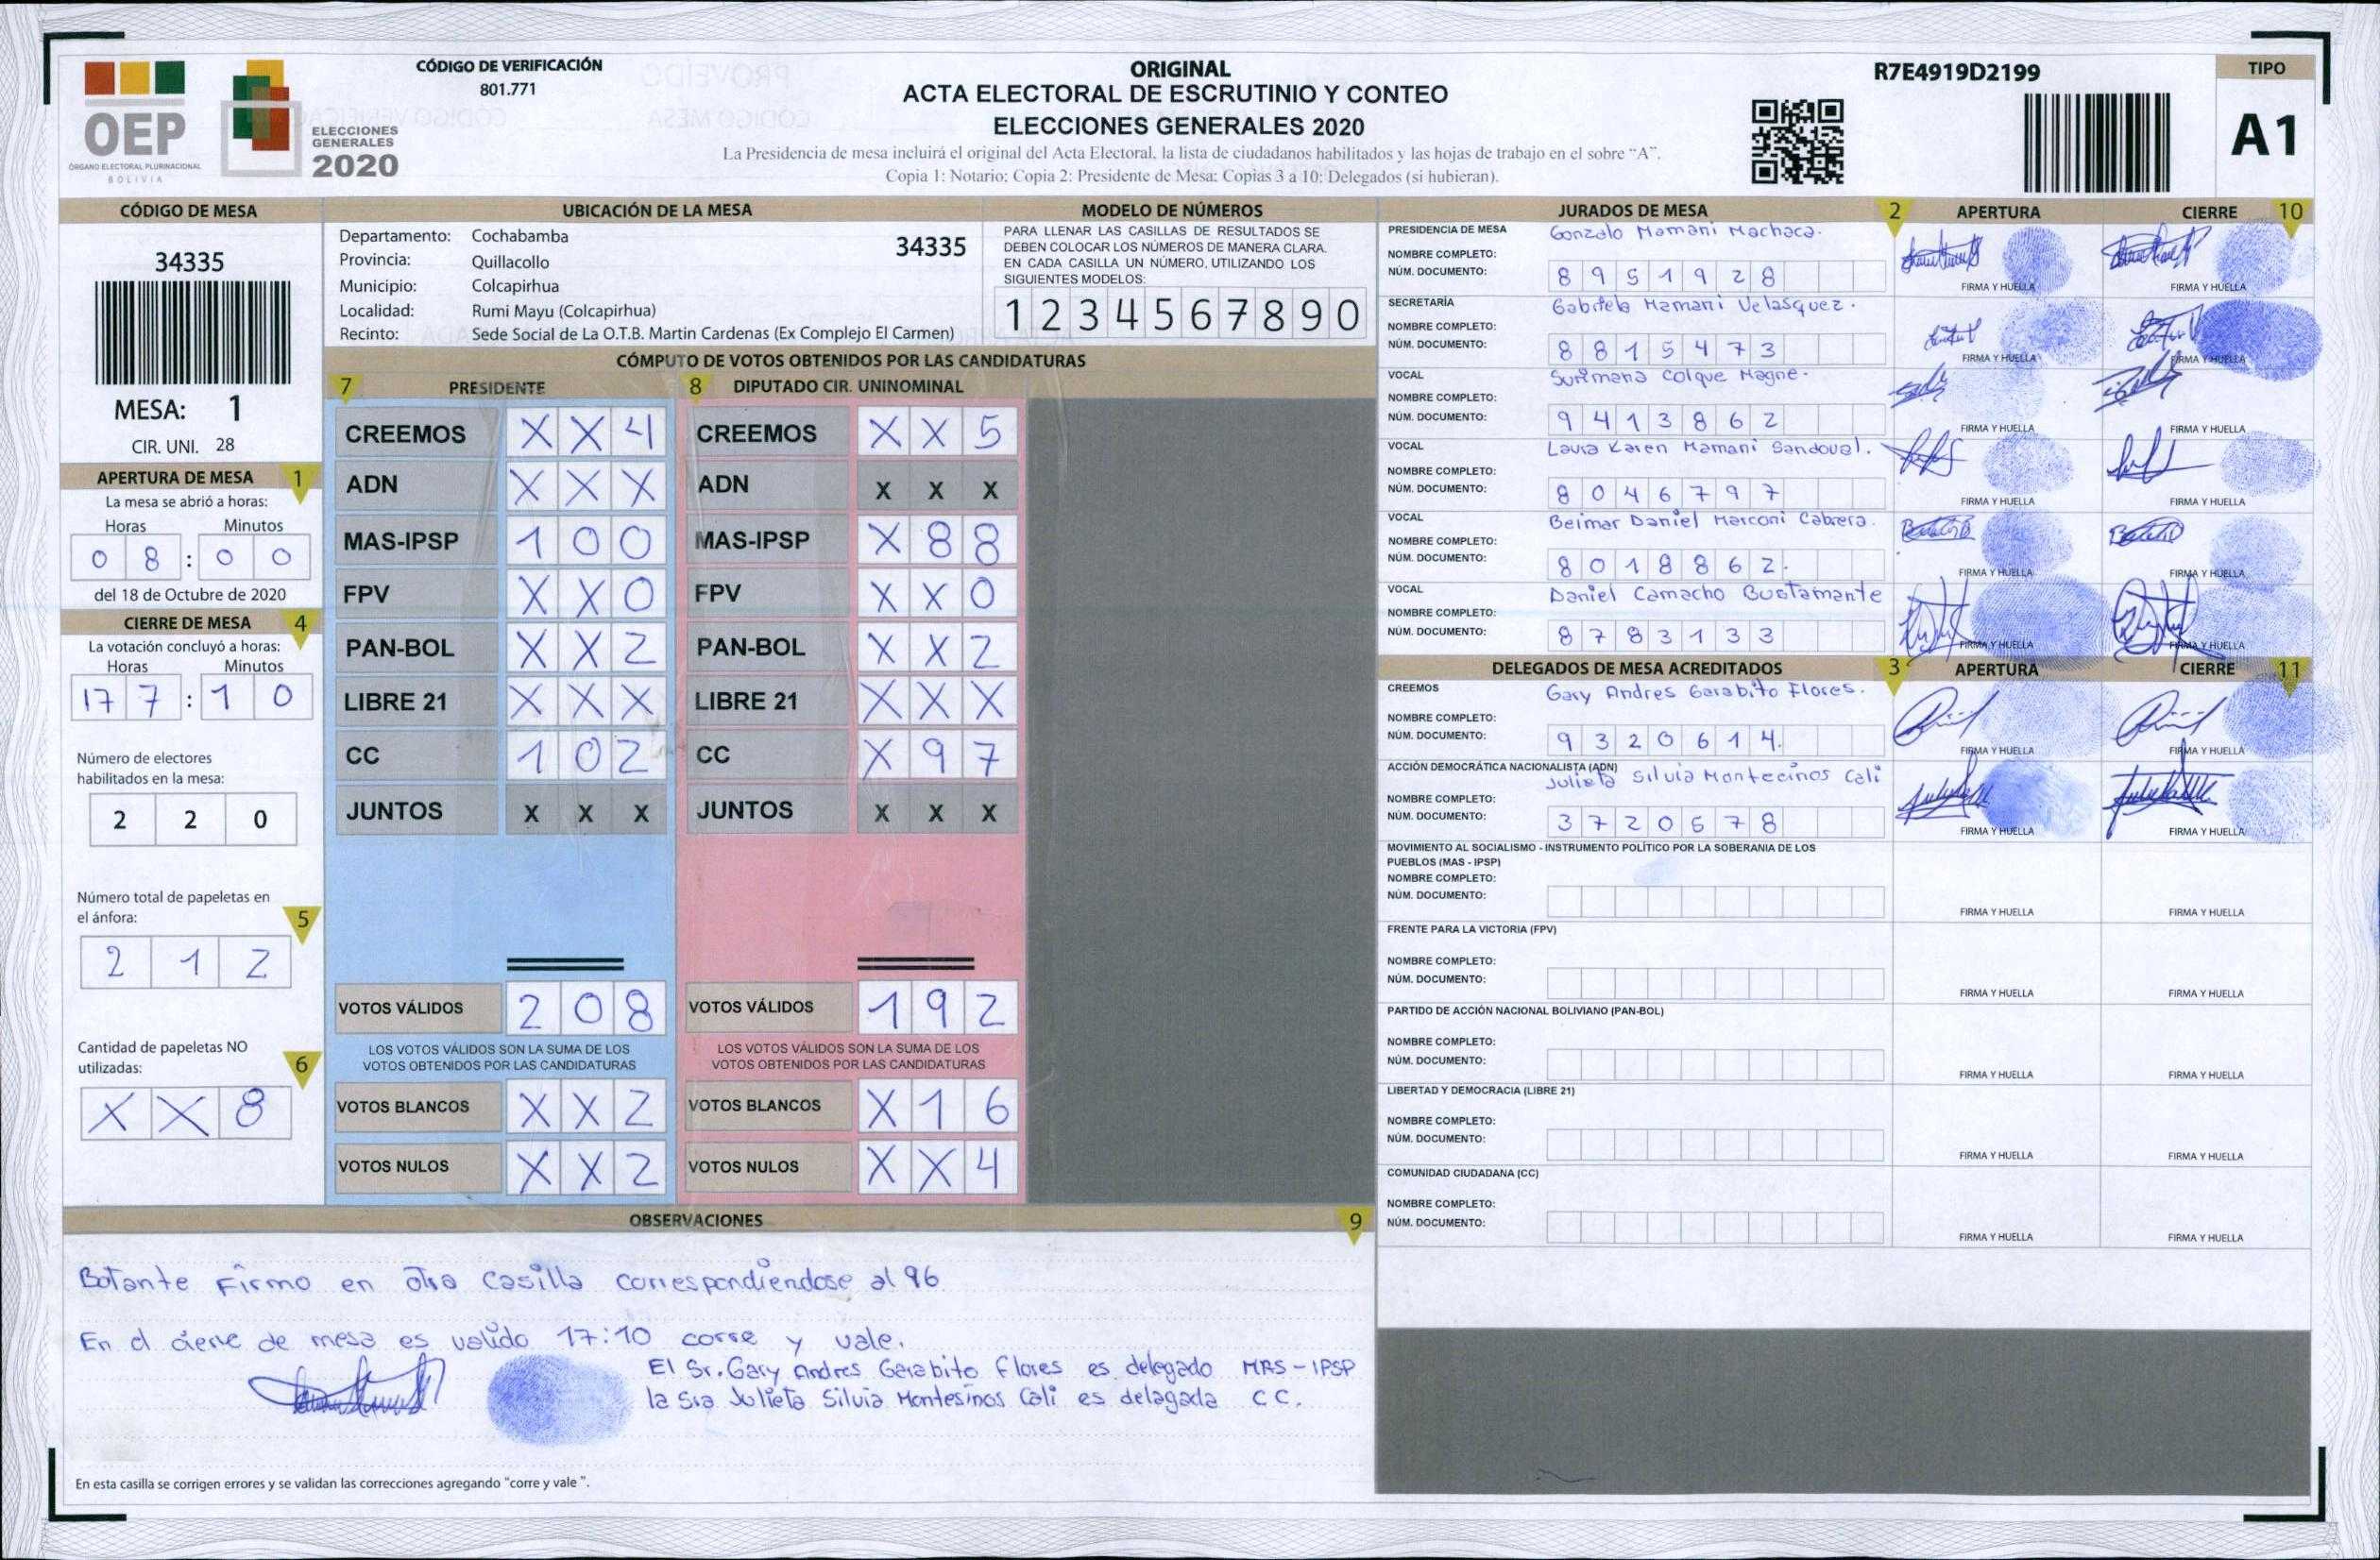 CÓDIGO DE VERIFICACIÓN
801.771
OEP
ÓRGANO ELECTORAL PLURINACIONAL
BOLIVIA
ELECCIONES
GENERALES
2020
ORIGINAL
ACTA ELECTORAL DE ESCRUTINIO Y CONTEO
ELECCIONES GENERALES 2020
La Presidencia de mesa incluirá el original del Acta Electoral, la lista de ciudadanos habilitados y las hojas de trabajo en el sobre “A”.
Copia 1: Notario; Copia 2: Presidente de Mesa; Copias 3 a 10: Delegados (si hubieran).
R7E4919D2199
TIPO
A1
CÓDIGO DE MESA
34335
MESA: 1
CIR. UNI. 28
APERTURA DE MESA 1
La mesa se abrió a horas:
Horas Minutos
0 8 : 0 0
del 18 de Octubre de 2020
CIERRE DE MESA 4
La votación concluyó a horas:
Horas Minutos
17 7 : 1 0
Número de electores
habilitados en la mesa:
2 2 0
Número total de papeletas en
el ánfora: 5
2 1 2
Cantidad de papeletas NO
utilizadas: 6
X X 8
UBICACIÓN DE LA MESA
Departamento: Cochabamba 34335
Provincia: Quillacollo
Municipio: Colcapirhua
Localidad: Rumi Mayu (Colcapirhua)
Recinto: Sede Social de La O.T.B. Martin Cardenas (Ex Complejo El Carmen)
MODELO DE NÚMEROS
PARA LLENAR LAS CASILLAS DE RESULTADOS SE
DEBEN COLOCAR LOS NÚMEROS DE MANERA CLARA.
EN CADA CASILLA UN NÚMERO, UTILIZANDO LOS
SIGUIENTES MODELOS:
1 2 3 4 5 6 7 8 9 0
CÓMPUTO DE VOTOS OBTENIDOS POR LAS CANDIDATURAS
7 PRESIDENTE 8 DIPUTADO CIR. UNINOMINAL
CREEMOS X X 4 CREEMOS X X 5
ADN X X X ADN X X X
MAS-IPSP 1 0 0 MAS-IPSP X 8 8
FPV X X 0 FPV X X 0
PAN-BOL X X 2 PAN-BOL X X 2
LIBRE 21 X X X LIBRE 21 X X X
CC 1 0 2 CC X 9 7
JUNTOS X X X JUNTOS X X X
VOTOS VÁLIDOS 2 0 8 VOTOS VÁLIDOS 1 9 2
LOS VOTOS VÁLIDOS SON LA SUMA DE LOS LOS VOTOS VÁLIDOS SON LA SUMA DE LOS
VOTOS OBTENIDOS POR LAS CANDIDATURAS VOTOS OBTENIDOS POR LAS CANDIDATURAS
VOTOS BLANCOS X X 2 VOTOS BLANCOS X 1 6
VOTOS NULOS X X 2 VOTOS NULOS X X 4
OBSERVACIONES 9
Botante Firmo en otra Casilla correspondiendose al 96
En el cierre de mesa es valido 17:10 corre y vale.
El Sr. Gary Andres Garabito Flores es delegado MAS-IPSP
la Sra Julieta Silvia Montesinos Cali es delagada CC.
En esta casilla se corrigen errores y se validan las correcciones agregando "corre y vale ".
JURADOS DE MESA 2 APERTURA CIERRE 10
PRESIDENCIA DE MESA Gonzalo Mamani Machaca.
NOMBRE COMPLETO:
NÚM. DOCUMENTO: 8 9 5 1 9 2 8
FIRMA Y HUELLA FIRMA Y HUELLA
SECRETARÍA Gabriela Mamani Velasquez.
NOMBRE COMPLETO:
NÚM. DOCUMENTO: 8 8 1 5 4 7 3
FIRMA Y HUELLA FIRMA Y HUELLA
VOCAL Surimana Colque Magne.
NOMBRE COMPLETO:
NÚM. DOCUMENTO: 9 4 1 3 8 6 2
FIRMA Y HUELLA FIRMA Y HUELLA
VOCAL Laura Karen Mamani Sandoval.
NOMBRE COMPLETO:
NÚM. DOCUMENTO: 8 0 4 6 7 9 7
FIRMA Y HUELLA FIRMA Y HUELLA
VOCAL Beimar Daniel Marconi Cabrera.
NOMBRE COMPLETO:
NÚM. DOCUMENTO: 8 0 1 8 8 6 2.
FIRMA Y HUELLA FIRMA Y HUELLA
VOCAL Daniel Camacho Bustamante
NOMBRE COMPLETO:
NÚM. DOCUMENTO: 8 7 8 3 1 3 3
FIRMA Y HUELLA FIRMA Y HUELLA
DELEGADOS DE MESA ACREDITADOS 3 APERTURA CIERRE 11
CREEMOS Gary Andres Garabito Flores.
NOMBRE COMPLETO:
NÚM. DOCUMENTO: 9 3 2 0 6 1 4.
FIRMA Y HUELLA FIRMA Y HUELLA
ACCIÓN DEMOCRÁTICA NACIONALISTA (ADN)
Julieta Silvia Montecinos Cali
NOMBRE COMPLETO:
NÚM. DOCUMENTO: 3 7 2 0 6 7 8
FIRMA Y HUELLA FIRMA Y HUELLA
MOVIMIENTO AL SOCIALISMO - INSTRUMENTO POLÍTICO POR LA SOBERANIA DE LOS
PUEBLOS (MAS - IPSP)
NOMBRE COMPLETO:
NÚM. DOCUMENTO:
FIRMA Y HUELLA FIRMA Y HUELLA
FRENTE PARA LA VICTORIA (FPV)
NOMBRE COMPLETO:
NÚM. DOCUMENTO:
FIRMA Y HUELLA FIRMA Y HUELLA
PARTIDO DE ACCIÓN NACIONAL BOLIVIANO (PAN-BOL)
NOMBRE COMPLETO:
NÚM. DOCUMENTO:
FIRMA Y HUELLA FIRMA Y HUELLA
LIBERTAD Y DEMOCRACIA (LIBRE 21)
NOMBRE COMPLETO:
NÚM. DOCUMENTO:
FIRMA Y HUELLA FIRMA Y HUELLA
COMUNIDAD CIUDADANA (CC)
NOMBRE COMPLETO:
NÚM. DOCUMENTO:
FIRMA Y HUELLA FIRMA Y HUELLA